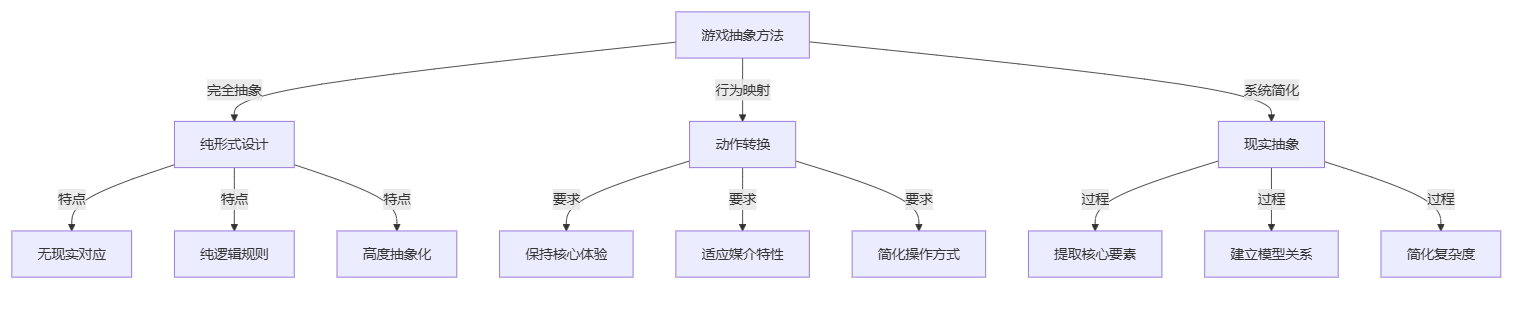 游戏抽象方法
完全抽象
行为映射
系统简化
纯形式设计
动作转换
现实抽象
特点
特点
特点
要求
要求
要求
过程
过程
过程
无现实对应
纯逻辑规则
高度抽象化
保持核心体验
适应媒介特性
简化操作方式
提取核心要素
建立模型关系
简化复杂度